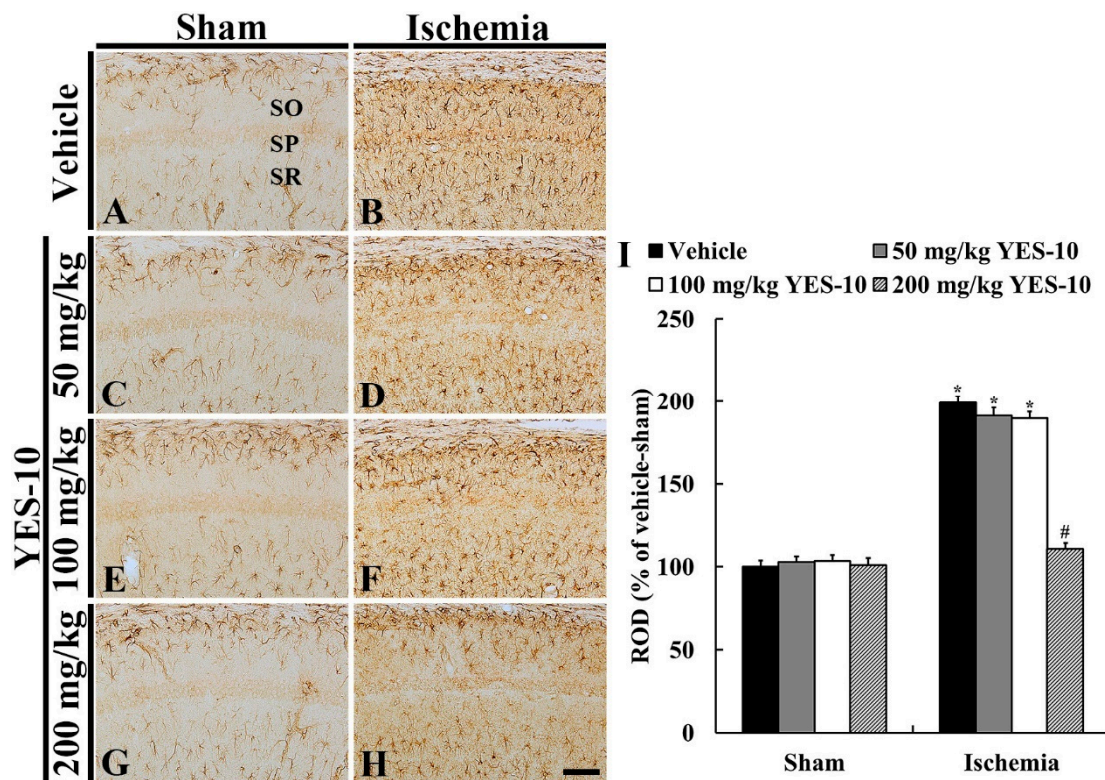 Sham
Ischemia
Vehicle
SO
SP
SR
A
B
YES-10
50 mg/kg
C
D
100 mg/kg
E
F
200 mg/kg
G
H
I
Vehicle
50 mg/kg YES-10
100 mg/kg YES-10
200 mg/kg YES-10
ROD (% of vehicle-sham)
250
200
150
100
50
0
*
*
*
#
Sham
Ischemia